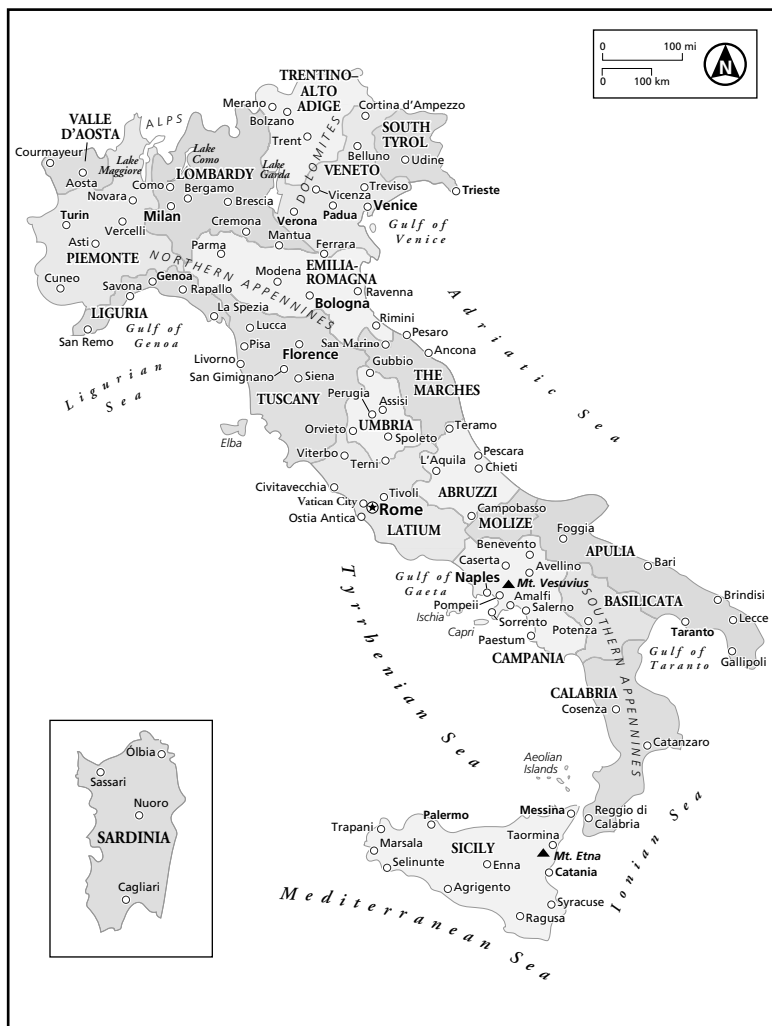 0 100 mi
0 100 km
N
TRENTINO–
ALTO
ADIGE
Merano
Bolzano
Cortina d'Ampezzo
ALPS
VALLE
D'AOSTA
Trent
SOUTH
TYROL
DOLOMITES
Courmayeur
Lake
Maggiore
Lake
Como
Lake
Garda
Belluno
Udine
Aosta
LOMBARDY
VENETO
Como
Bergamo
Treviso
Trieste
Novara
Vicenza
Turin
Milan
Brescia
Verona
Padua
Venice
Vercelli
Cremona
Mantua
Gulf of
Venice
Asti
Parma
Ferrara
PIEMONTE
NORTHERN APPENNINES
EMILIA-
ROMAGNA
Cuneo
Genoa
Modena
Savona
Rapallo
Bologna
Ravenna
Adriatic Sea
LIGURIA
La Spezia
Rimini
San Remo
Gulf of
Genoa
Lucca
Pesaro
Pisa
Florence
San Marino
Ancona
Livorno
Gubbio
San Gimignano
Siena
THE
MARCHES
Ligurian
Sea
TUSCANY
Perugia
Assisi
Elba
Orvieto
UMBRIA
Teramo
Spoleto
Viterbo
Terni
L'Aquila
Pescara
Chieti
Civitavecchia
Tivoli
ABRUZZI
Vatican City
Rome
Campobasso
Ostia Antica
LATIUM
MOLIZE
Foggia
Benevento
APULIA
Caserta
Avellino
Bari
Gulf of
Gaeta
Naples
Mt. Vesuvius
Pompeii
Amalfi
BASILICATA
Brindisi
Ischia
Salerno
Capri
Sorrento
Potenza
Taranto
Lecce
Paestum
Gulf of
Taranto
CAMPANIA
Gallipoli
SOUTHERN APPENNINES
Tyrrhenian Sea
CALABRIA
Cosenza
Catanzaro
Ólbia
Sassari
Nuoro
SARDINIA
Cagliari
Aeolian
Islands
Palermo
Messina
Reggio di
Calabria
Trapani
Taormina
Marsala
SICILY
Mt. Etna
Selinunte
Enna
Catania
Agrigento
Syracuse
Ragusa
Ionian Sea
Mediterranean Sea